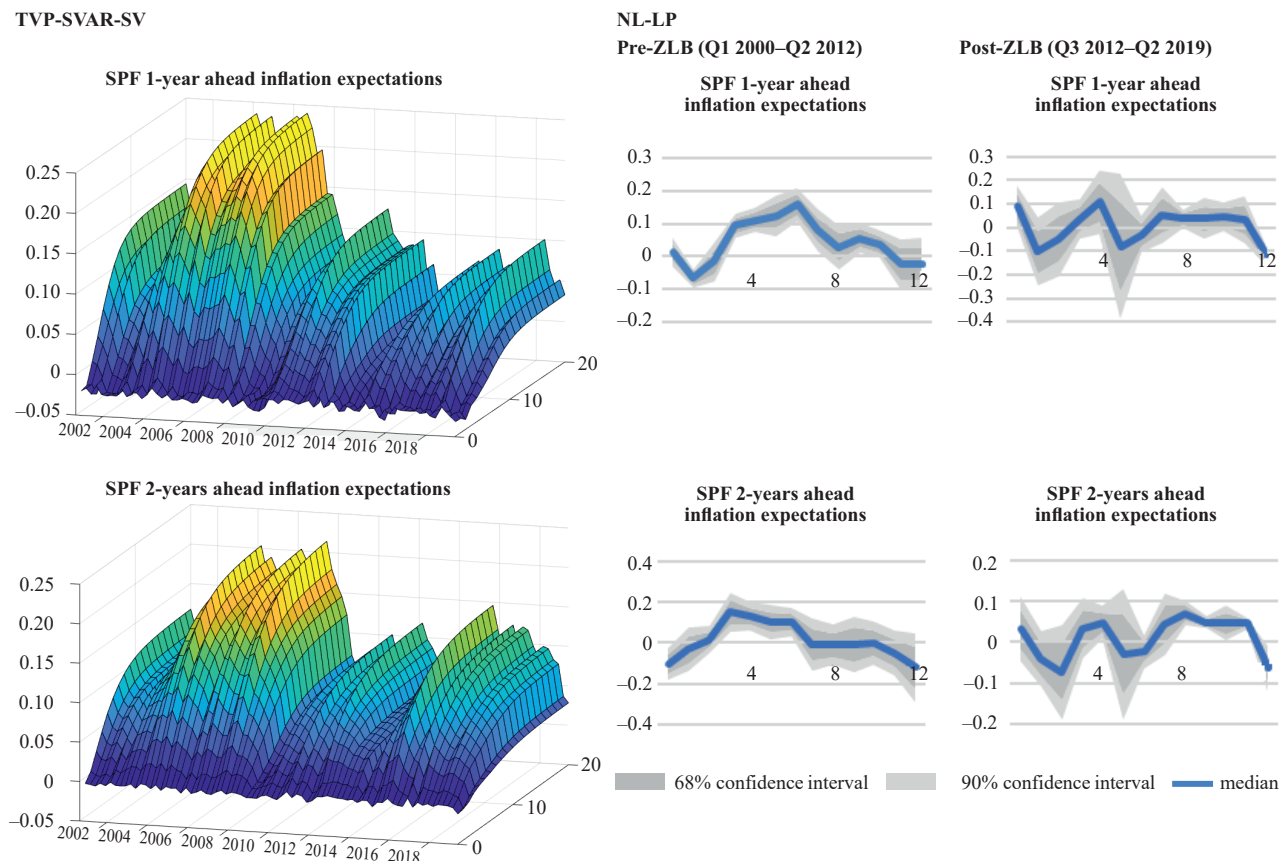 TVP-SVAR-SV
NL-LP
Pre-ZLB (Q1 2000–Q2 2012)
Post-ZLB (Q3 2012–Q2 2019)
SPF 1-year ahead inflation expectations
0.25
0.20
0.15
0.10
0.05
0
–0.05
2002 2004 2006 2008 2010 2012 2014 2016 2018
0
10
20
SPF 1-year ahead
inflation expectations
0.3
0.2
0.1
0
–0.1
–0.2
4 8 12
SPF 1-year ahead
inflation expectations
0.3
0.2
0.1
0
–0.1
–0.2
–0.3
–0.4
4 8 12
SPF 2-years ahead inflation expectations
0.25
0.20
0.15
0.10
0.05
0
–0.05
2002 2004 2006 2008 2010 2012 2014 2016 2018
0
10
20
SPF 2-years ahead
inflation expectations
0.4
0.2
0
–0.2
–0.4
4 8 12
SPF 2-years ahead
inflation expectations
0.2
0.1
0
–0.1
–0.2
4 8
68% confidence interval 90% confidence interval median